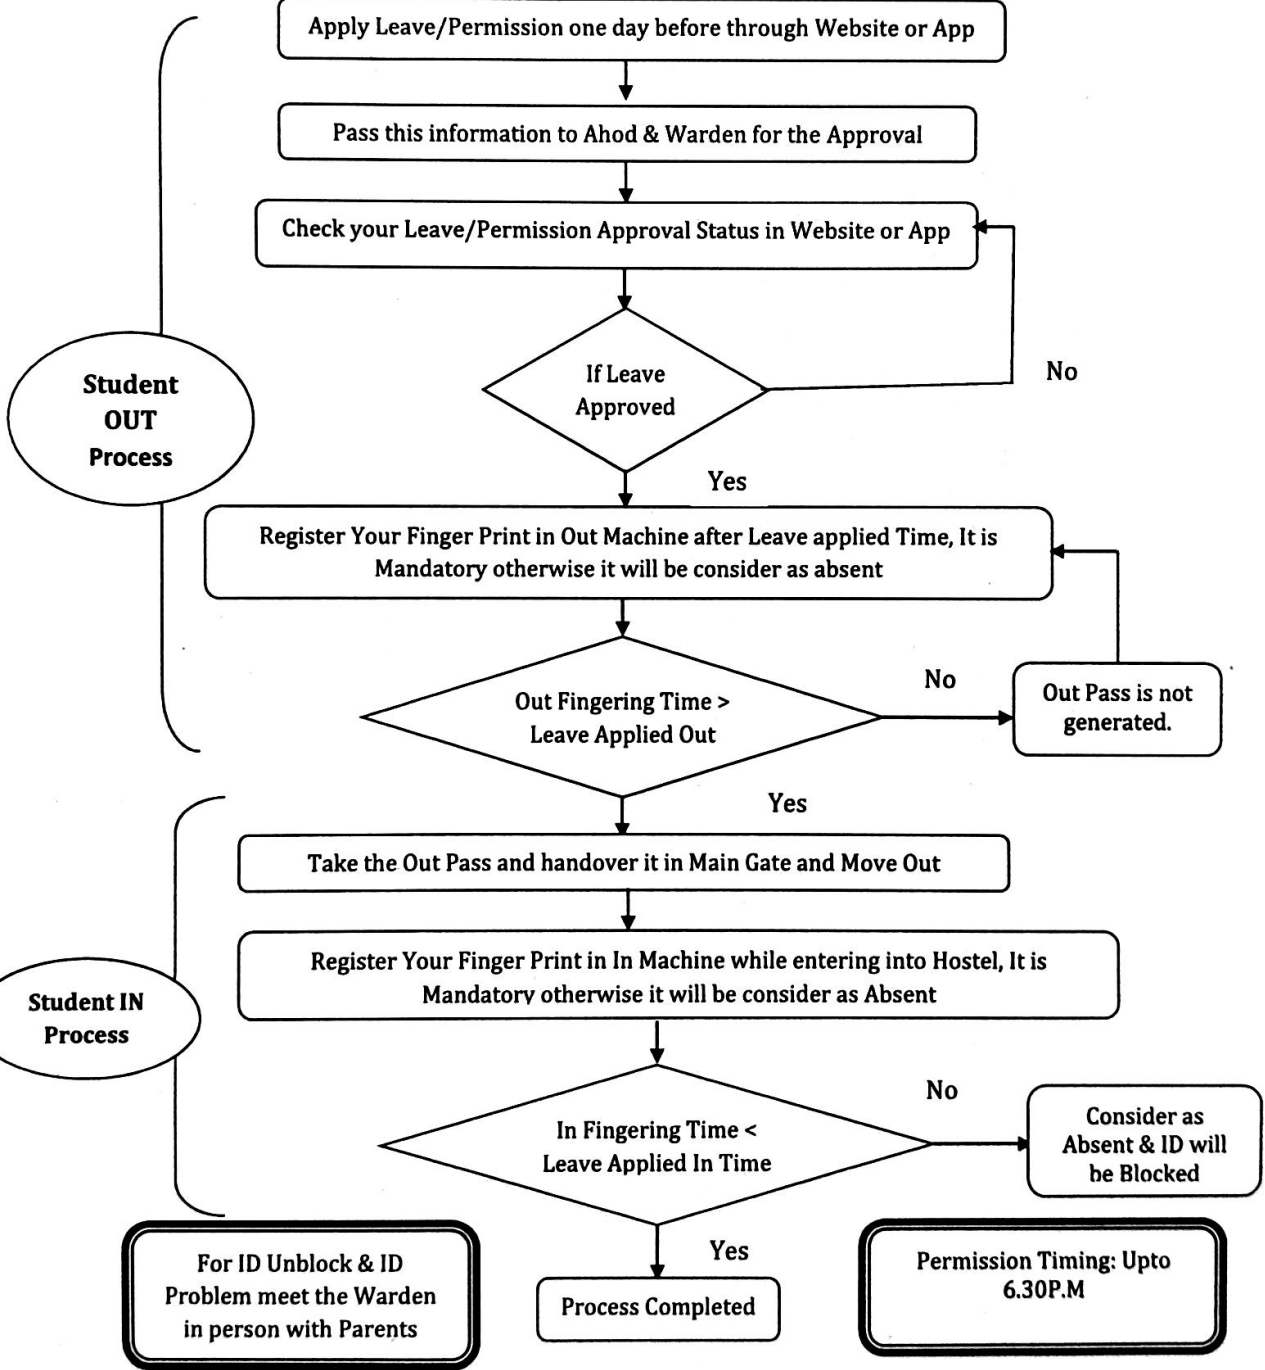 Apply Leave/Permission one day before through Website or App
Pass this information to Ahod & Warden for the Approval
Check your Leave/Permission Approval Status in Website or App
If Leave
Approved
No
Student
OUT
Process
Yes
Register Your Finger Print in Out Machine after Leave applied Time, It is
Mandatory otherwise it will be consider as absent
Out Fingering Time >
Leave Applied Out
No
Out Pass is not
generated.
Yes
Take the Out Pass and handover it in Main Gate and Move Out
Register Your Finger Print in In Machine while entering into Hostel, It is
Mandatory otherwise it will be consider as Absent
Student IN
Process
In Fingering Time <
Leave Applied In Time
No
Consider as
Absent & ID will
be Blocked
Yes
Process Completed
For ID Unblock & ID
Problem meet the Warden
in person with Parents
Permission Timing: Upto
6.30P.M